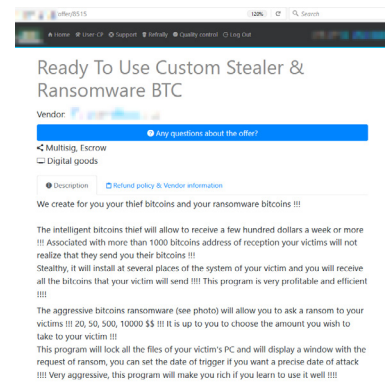 /offer/8515
120%
Search
Home User CP Support Refrally Quality control Log Out
Ready To Use Custom Stealer &
Ransomware BTC
Vendor:
Any questions about the offer?
Multisig, Escrow
Digital goods
Description Refund policy & Vendor information
We create for you your thief bitcoins and your ransomware bitcoins !!!
The intelligent bitcoins thief will allow to receive a few hundred dollars a week or more
!!! Associated with more than 1000 bitcoins address of reception your victims will not
realize that they send you their bitcoins !!!
Stealthy, it will install at several places of the system of your victim and you will receive
all the bitcoins that your victim will send !!!! This program is very profitable and efficient
!!!!
The aggressive bitcoins ransomware (see photo) will allow you to ask a ransom to your
victims !!! 20, 50, 500, 10000 $$ !!! It is up to you to choose the amount you wish to
take to your victim !!!
This program will lock all the files of your victim's PC and will display a window with the
request of ransom, you can set the date of trigger if you want a precise date of attack
!!!! Very aggressive, this program will make you rich if you learn to use it well !!!!